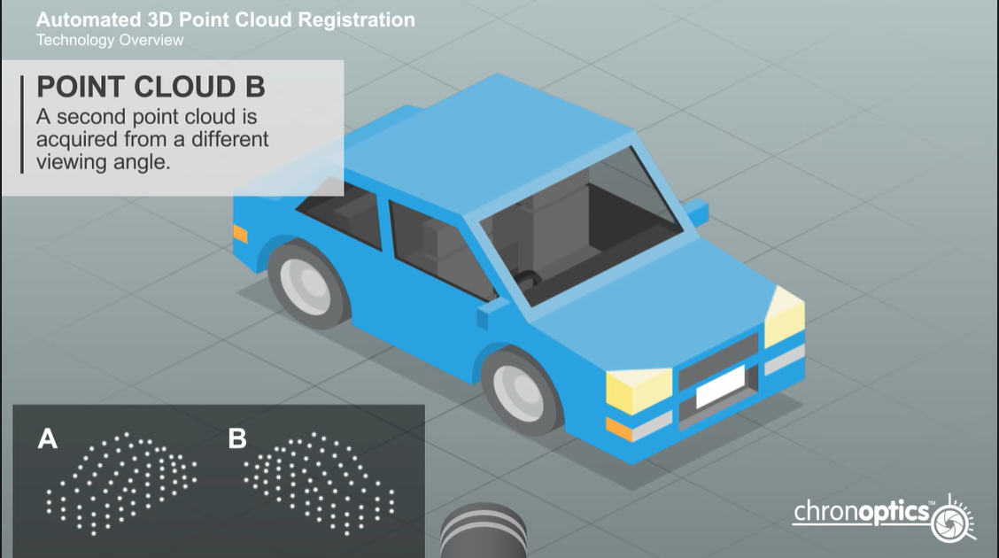 Automated 3D Point Cloud Registration
Technology Overview
POINT CLOUD B
A second point cloud is
acquired from a different
viewing angle.
A
B
chronoptics™